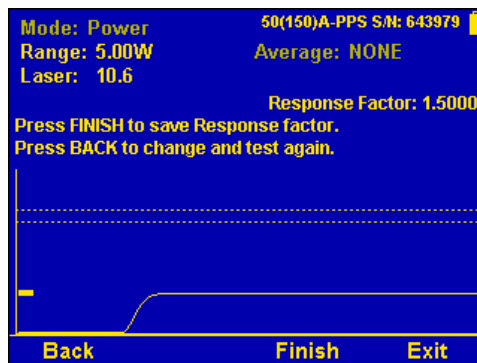 Mode: Power
50(150)A-PPS S/N: 643979
Range: 5.00W
Average: NONE
Laser: 10.6
Response Factor: 1.5000
Press FINISH to save Response factor.
Press BACK to change and test again.
Back
Finish
Exit